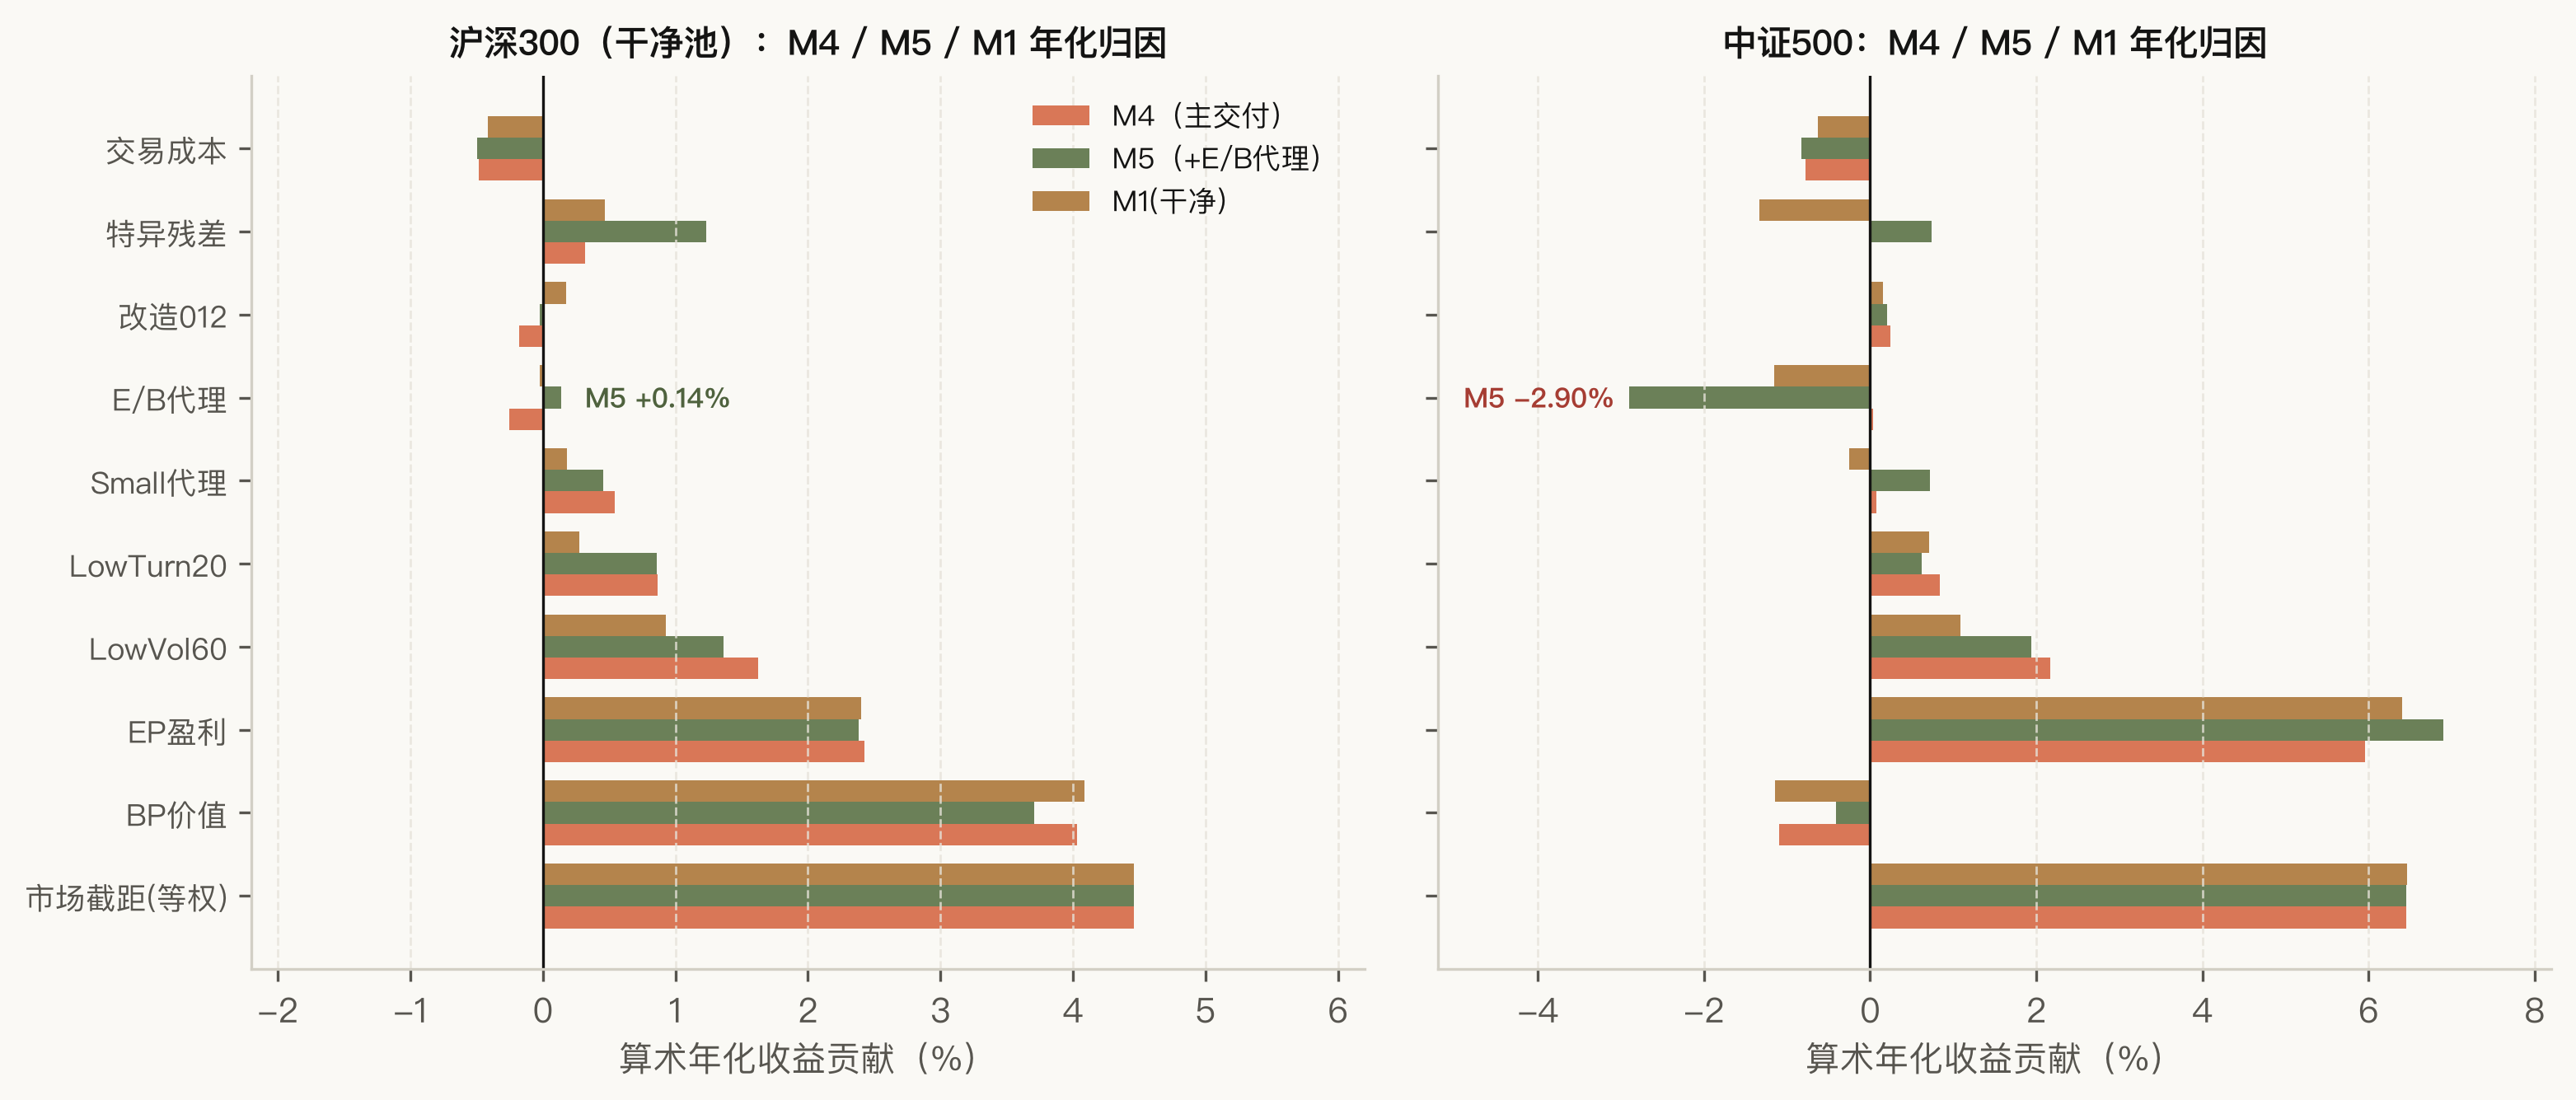 沪深300（干净池）：M4 / M5 / M1 年化归因
M4（主交付）
M5（+E/B代理）
M1(干净)
交易成本
特异残差
改造012
E/B代理
M5 +0.14%
Small代理
LowTurn20
LowVol60
EP盈利
BP价值
市场截距(等权)
−2 −1 0 1 2 3 4 5 6
算术年化收益贡献（%）
中证500：M4 / M5 / M1 年化归因
M5 −2.90%
−4 −2 0 2 4 6 8
算术年化收益贡献（%）